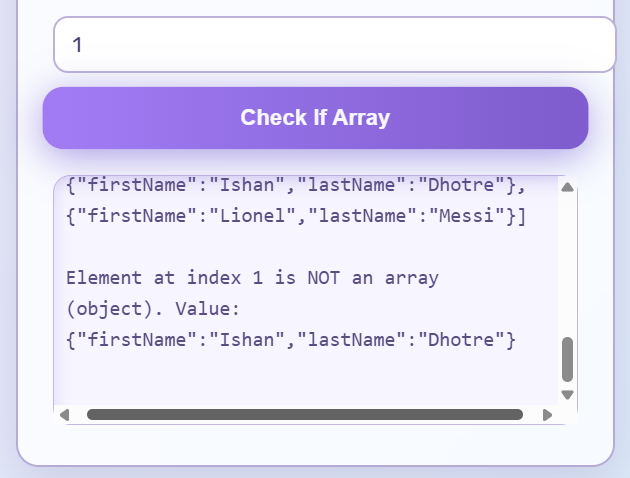 1
Check If Array
{"firstName":"Ishan","lastName":"Dhotre"},
{"firstName":"Lionel","lastName":"Messi"}]
Element at index 1 is NOT an array
(object). Value:
{"firstName":"Ishan","lastName":"Dhotre"}